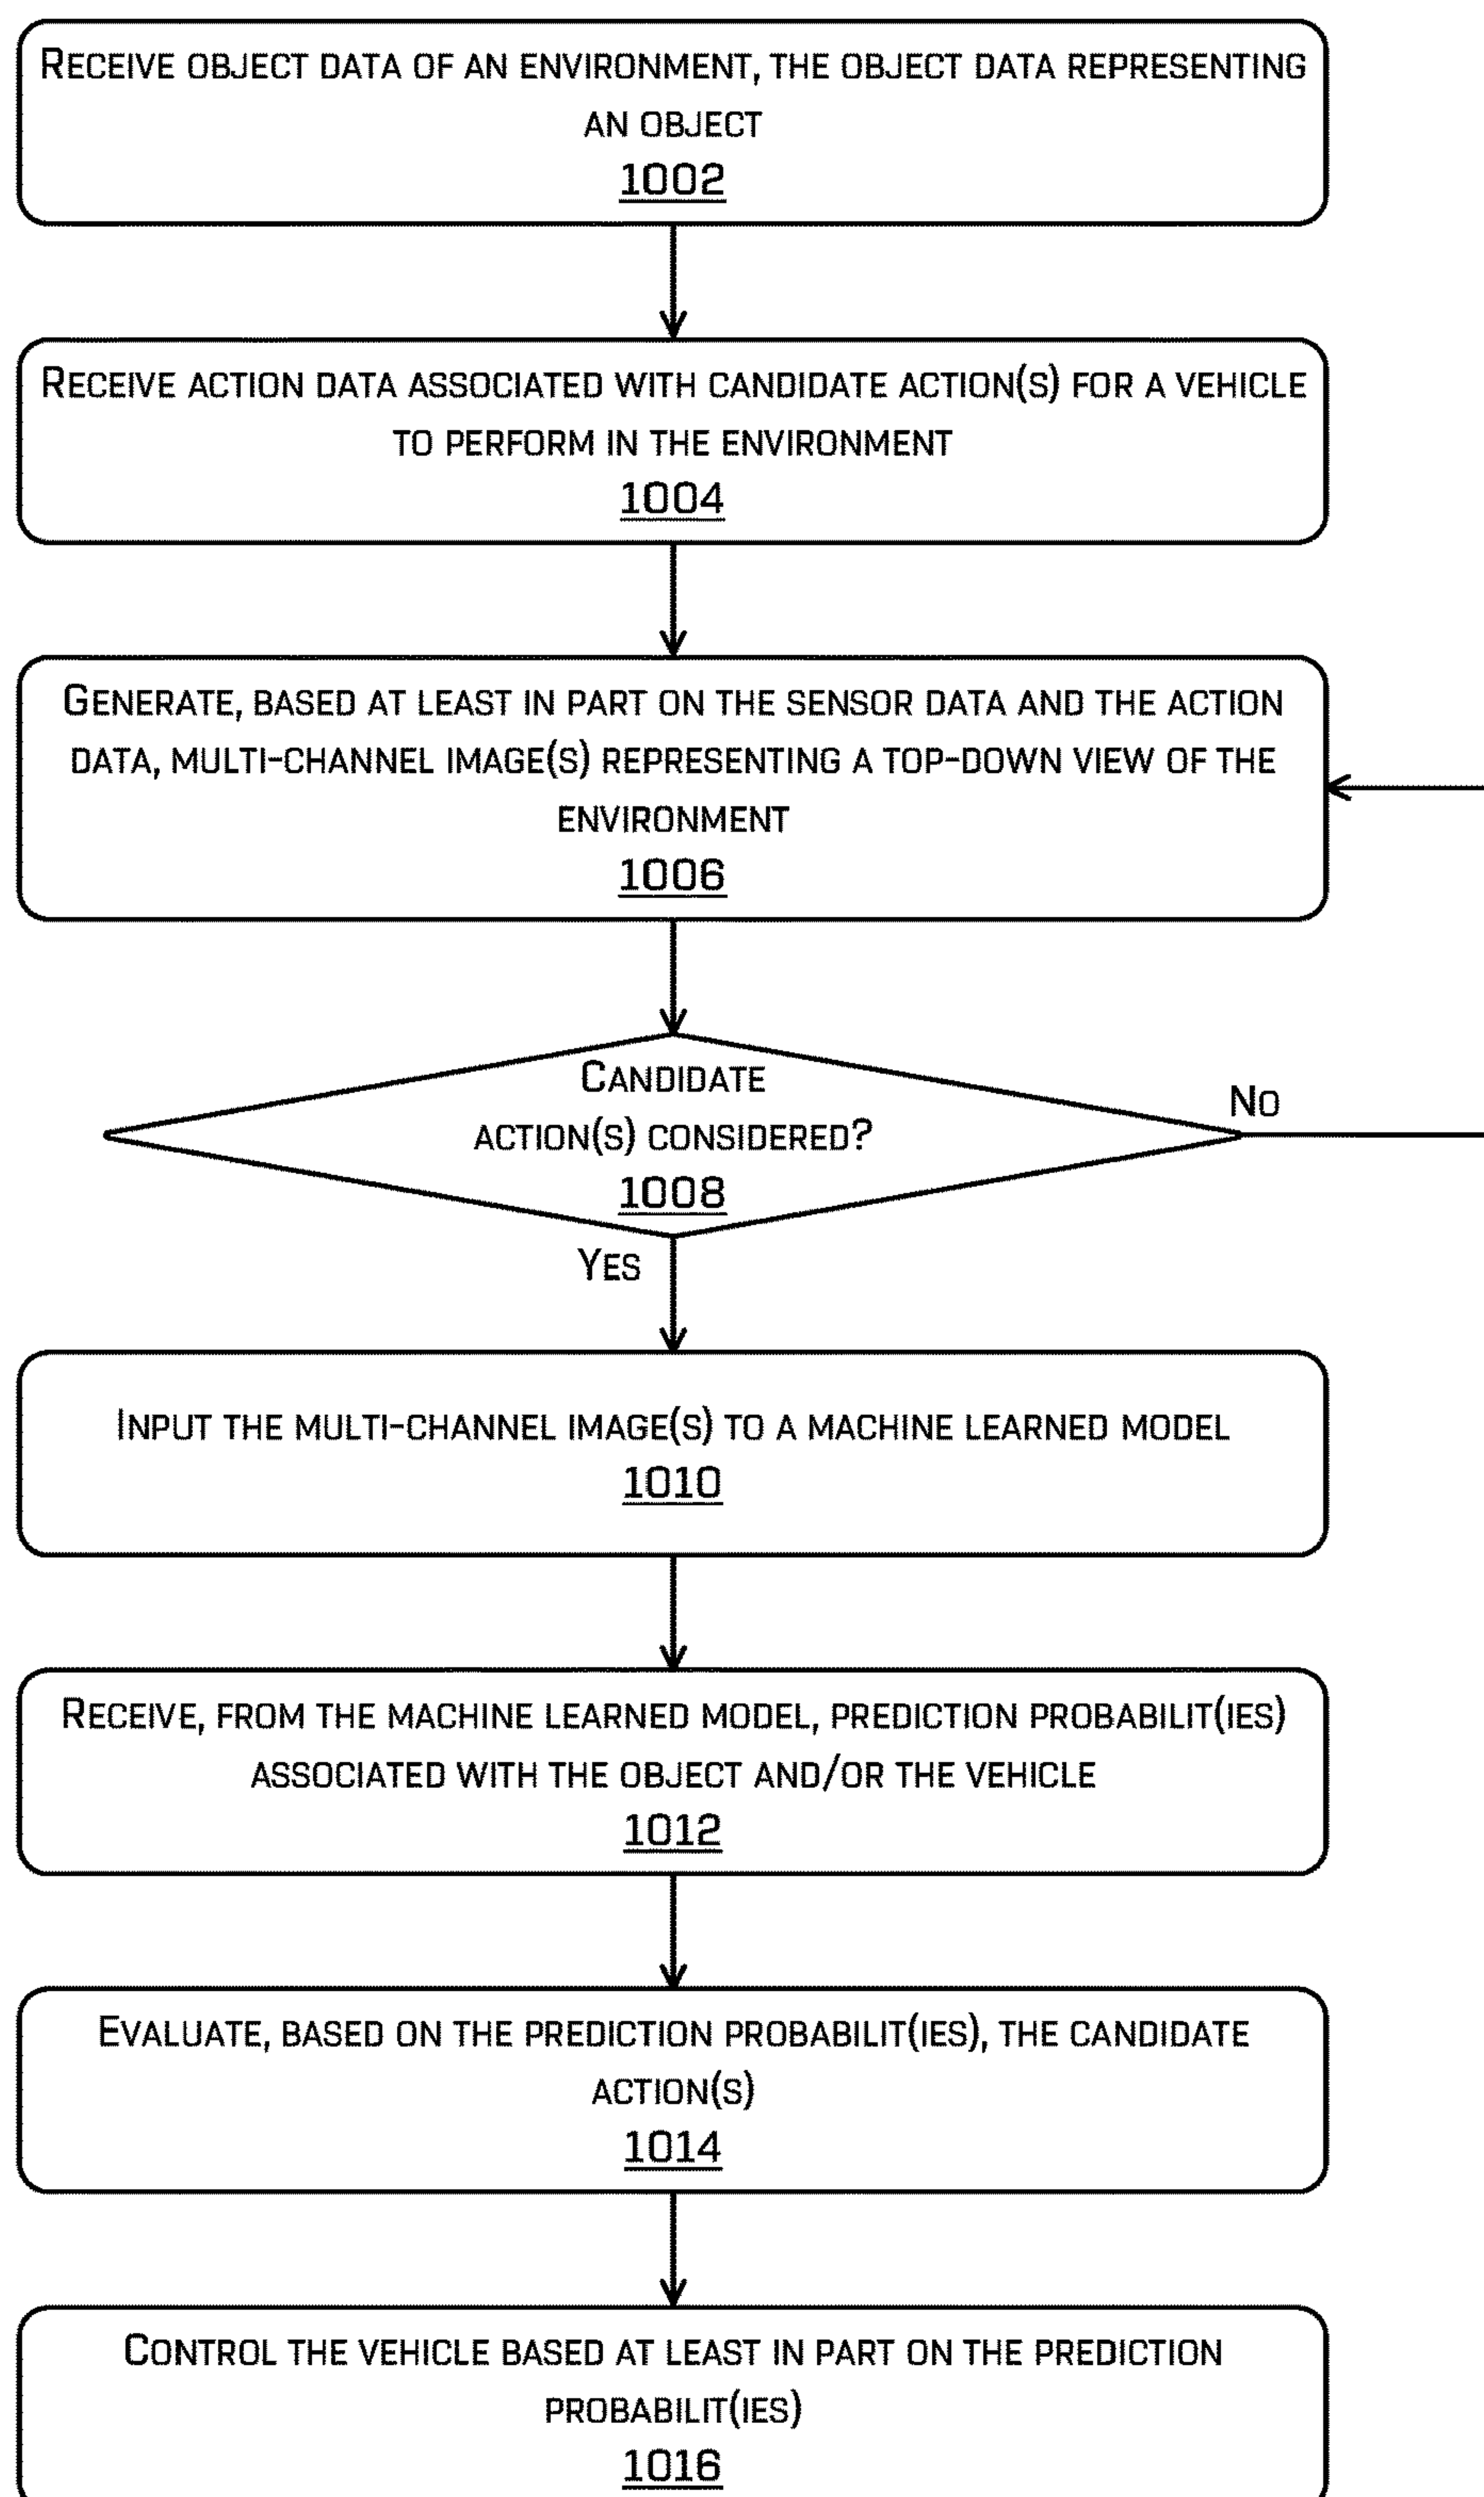 RECEIVE OBJECT DATA OF AN ENVIRONMENT, THE OBJECT DATA REPRESENTING
AN OBJECT
1002
RECEIVE ACTION DATA ASSOCIATED WITH CANDIDATE ACTION(S) FOR A VEHICLE
TO PERFORM IN THE ENVIRONMENT
1004
GENERATE, BASED AT LEAST IN PART ON THE SENSOR DATA AND THE ACTION
DATA, MULTI-CHANNEL IMAGE(S) REPRESENTING A TOP-DOWN VIEW OF THE
ENVIRONMENT
1006
CANDIDATE
ACTION(S) CONSIDERED?
1008
NO
YES
INPUT THE MULTI-CHANNEL IMAGE(S) TO A MACHINE LEARNED MODEL
1010
RECEIVE, FROM THE MACHINE LEARNED MODEL, PREDICTION PROBABILIT(IES)
ASSOCIATED WITH THE OBJECT AND/OR THE VEHICLE
1012
EVALUATE, BASED ON THE PREDICTION PROBABILIT(IES), THE CANDIDATE
ACTION(S)
1014
CONTROL THE VEHICLE BASED AT LEAST IN PART ON THE PREDICTION
PROBABILIT(IES)
1016